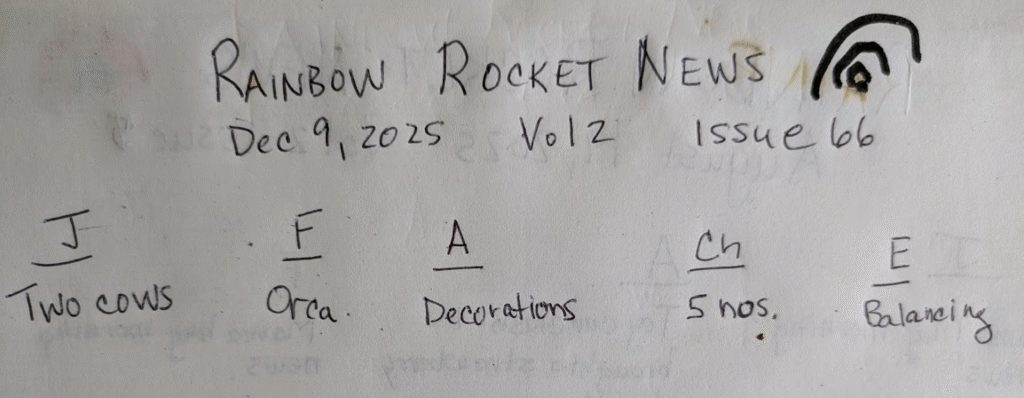 RAINBOW ROCKET NEWS
Dec 9, 2025 Vol 2 Issue 66
J F A Ch E
Two cows Orca. Decorations 5 nos. Balancing